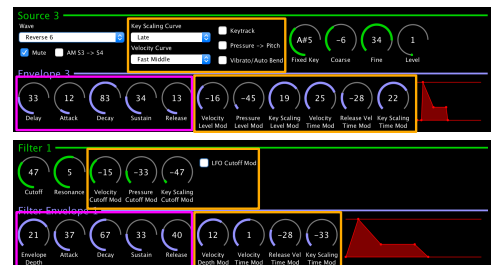 Source 3
Wave
Reverse 6
Mute
AM S3 -> S4
Key Scaling Curve
Late
Velocity Curve
Fast Middle
Keytrack
Pressure -> Pitch
Vibrato/Auto Bend
A#5
Fixed Key
-6
Coarse
34
Fine
1
Level
Envelope 3
33
Delay
12
Attack
83
Decay
34
Sustain
13
Release
-16
Velocity
Level Mod
-45
Pressure
Level Mod
19
Key Scaling
Level Mod
25
Velocity
Time Mod
-28
Release Vel
Time Mod
22
Key Scaling
Time Mod
Filter 1
47
Cutoff
5
Resonance
-15
Velocity
Cutoff Mod
-33
Pressure
Cutoff Mod
-47
Key Scaling
Cutoff Mod
LFO Cutoff Mod
Filter Envelope 1
21
Envelope
Depth
37
Attack
67
Decay
33
Sustain
40
Release
12
Velocity
Depth Mod
1
Velocity
Time Mod
-28
Release Vel
Time Mod
-33
Key Scaling
Time Mod